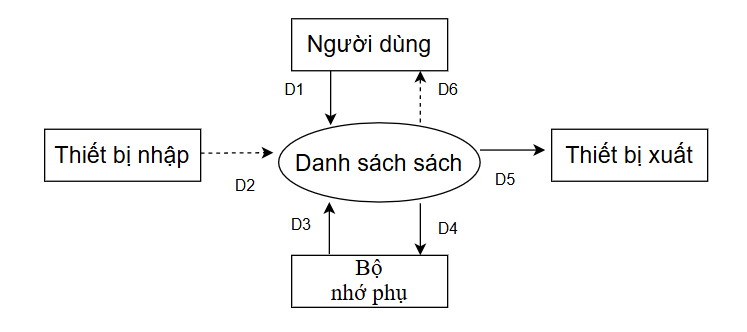 Người dùng
D1
D6
Thiết bị nhập
Danh sách sách
Thiết bị xuất
D2
D5
D3
D4
Bộ
nhớ phụ